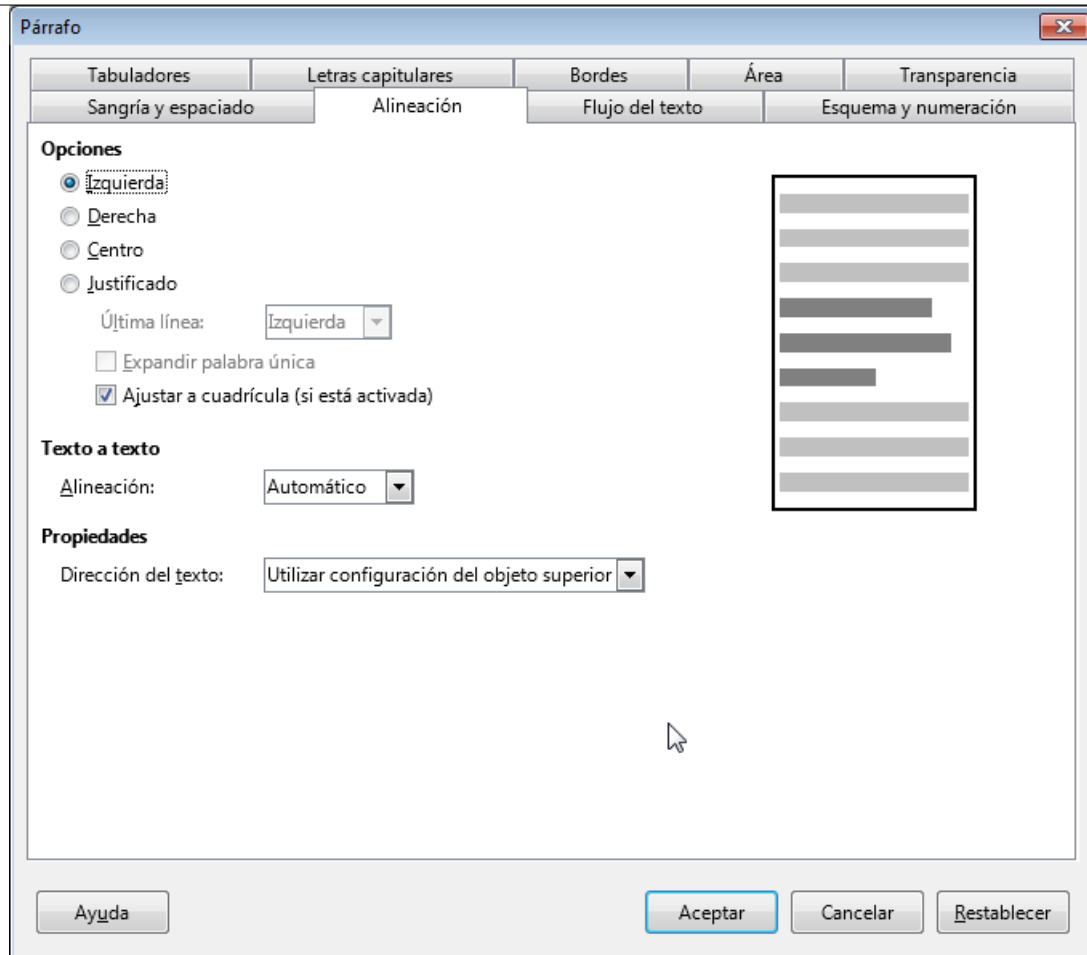 Párrafo
Tabuladores Letras capitulares Bordes Área Transparencia
Sangría y espaciado Alineación Flujo del texto Esquema y numeración
Opciones
Izquierda
Derecha
Centro
Justificado
Última línea: Izquierda
Expandir palabra única
Ajustar a cuadrícula (si está activada)
Texto a texto
Alineación: Automático
Propiedades
Dirección del texto: Utilizar configuración del objeto superior
Ayuda Aceptar Cancelar Restablecer